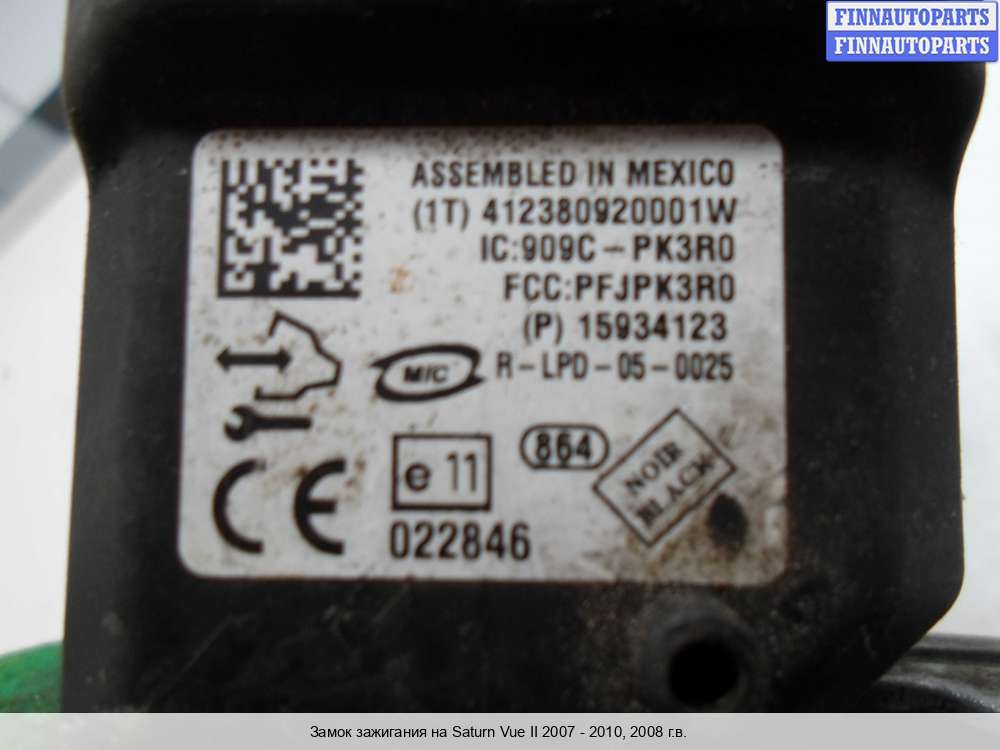 FINNAUTOPARTS
FINNAUTOPARTS
ASSEMBLED IN MEXICO
(1T) 412380920001W
IC:909C-PK3R0
FCC:PFJPK3R0
(P) 15934123
M/C R-LPD-05-0025
864
NOIR
BLACK
e 11
CE
022846
Замок зажигания на Saturn Vue II 2007 - 2010, 2008 г.в.